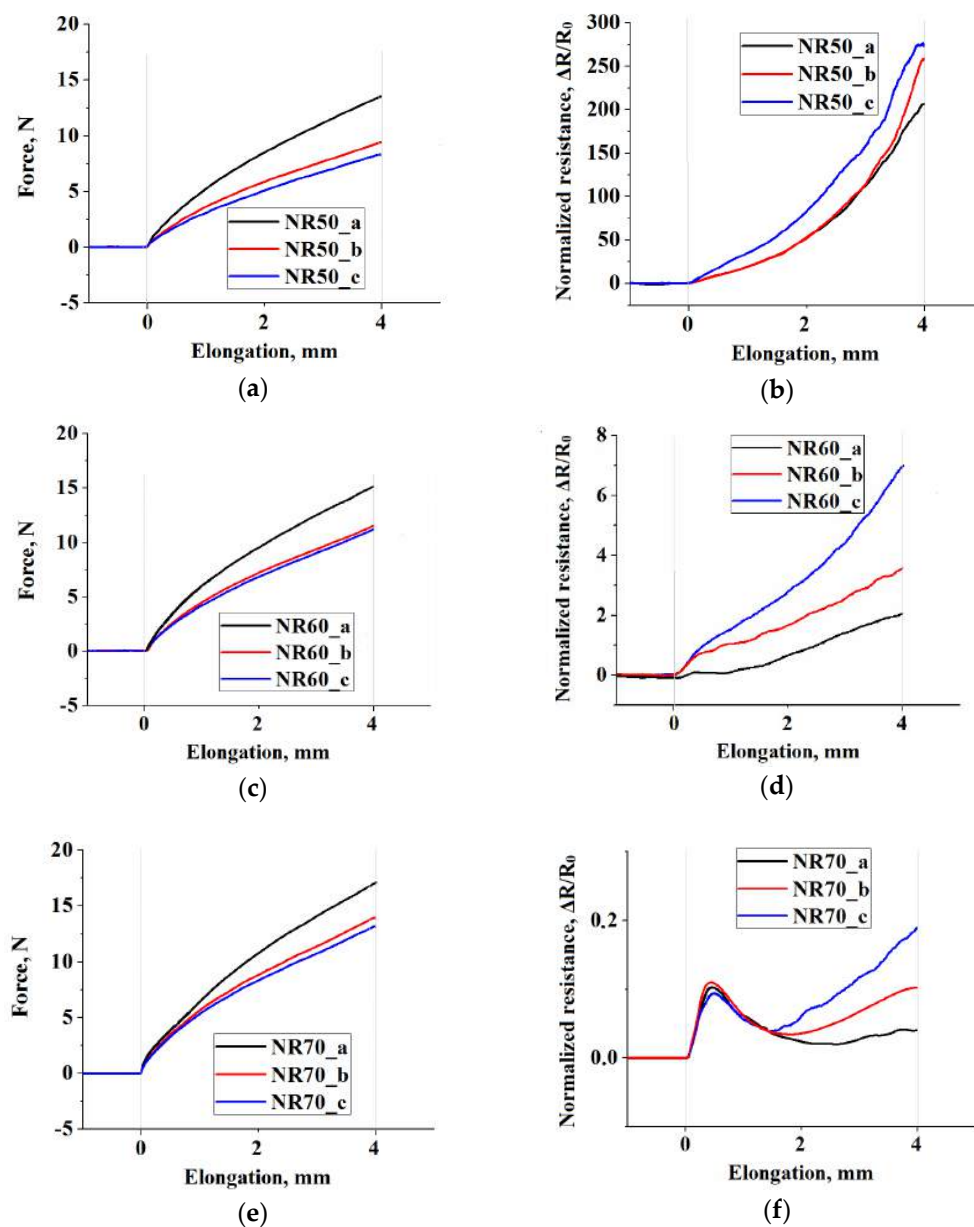 20
15
10
5
0
-5
Force, N
NR50_a
NR50_b
NR50_c
0
2
4
Elongation, mm
(a)
300
250
200
150
100
50
0
Normalized resistance, ΔR/R₀
NR50_a
NR50_b
NR50_c
0
2
4
Elongation, mm
(b)
20
15
10
5
0
-5
Force, N
NR60_a
NR60_b
NR60_c
0
2
4
Elongation, mm
(c)
8
6
4
2
0
Normalized resistance, ΔR/R₀
NR60_a
NR60_b
NR60_c
0
2
4
Elongation, mm
(d)
20
15
10
5
0
-5
Force, N
NR70_a
NR70_b
NR70_c
0
2
4
Elongation, mm
(e)
0,2
0,0
Normalized resistance, ΔR/R₀
NR70_a
NR70_b
NR70_c
0
2
4
Elongation, mm
(f)